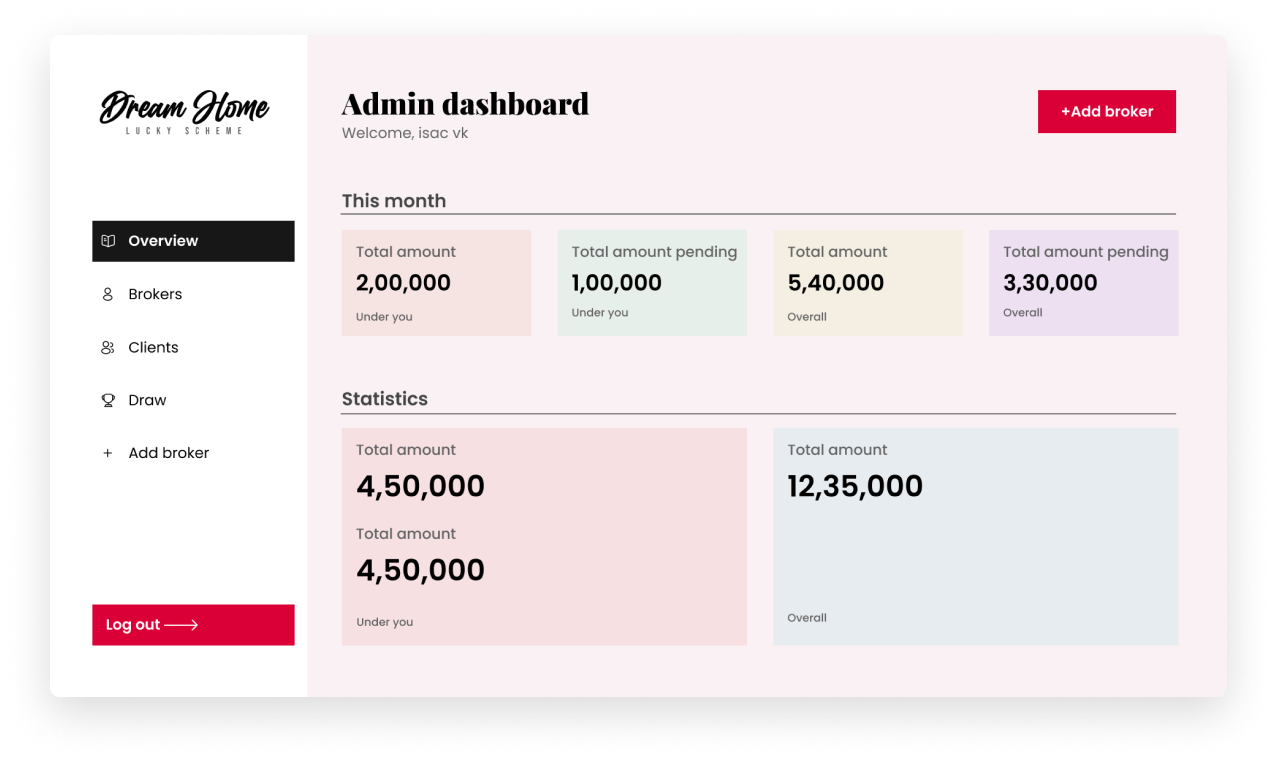 Dream Home
LUCKY SCHEME
Overview
Brokers
Clients
Draw
+ Add broker
Log out
Admin dashboard
Welcome, isac vk
+Add broker
This month
Total amount
2,00,000
Under you
Total amount pending
1,00,000
Under you
Total amount
5,40,000
Overall
Total amount pending
3,30,000
Overall
Statistics
Total amount
4,50,000
Total amount
4,50,000
Under you
Total amount
12,35,000
Overall